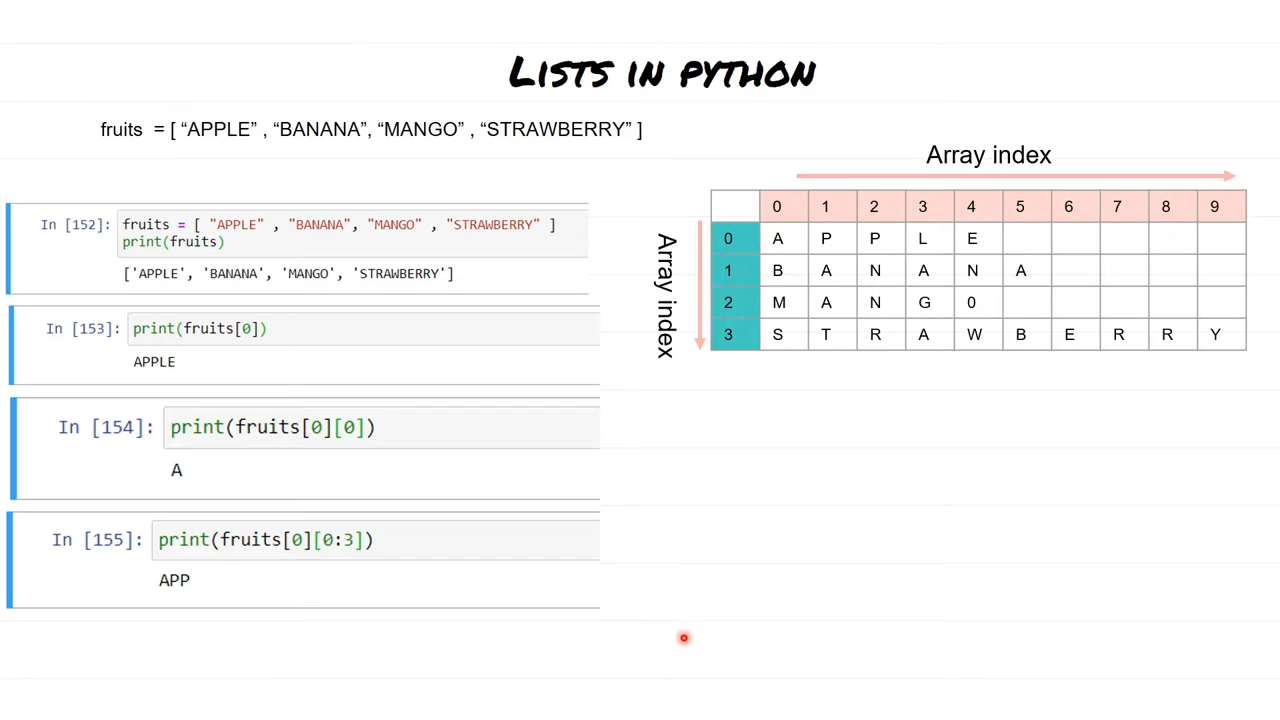 LISTS IN PYTHON
fruits = [ “APPLE” , “BANANA”, “MANGO” , “STRAWBERRY” ]
In [152]: fruits = [ "APPLE" , "BANANA", "MANGO" , "STRAWBERRY" ]
print(fruits)
['APPLE', 'BANANA', 'MANGO', 'STRAWBERRY']
In [153]: print(fruits[0])
APPLE
In [154]: print(fruits[0][0])
A
In [155]: print(fruits[0][0:3])
APP
Array index
Array index
0 1 2 3 4 5 6 7 8 9
0 A P P L E
1 B A N A N A
2 M A N G 0
3 S T R A W B E R R Y